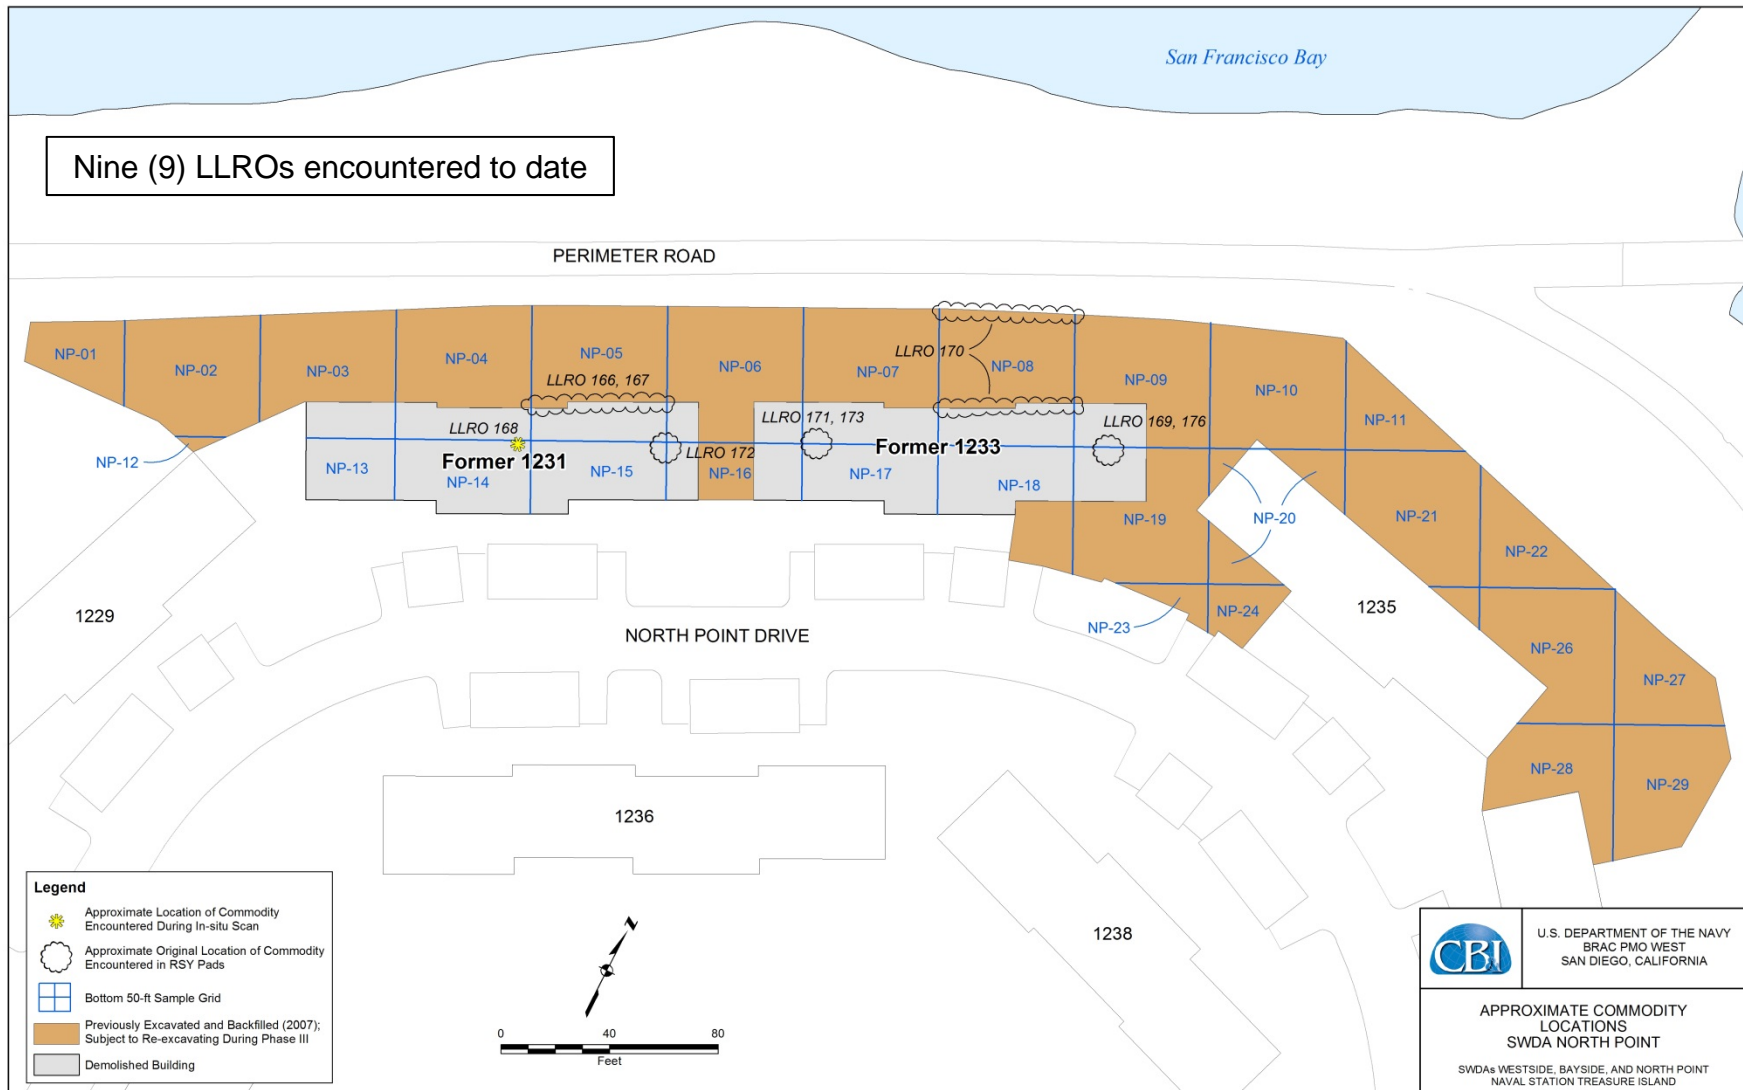 San Francisco Bay
Nine (9) LLROs encountered to date
PERIMETER ROAD
NP-01
NP-02
NP-03
NP-04
NP-05
NP-06
NP-07
NP-08
NP-09
NP-10
NP-11
LLRO 170
LLRO 166, 167
LLRO 168
LLRO 171, 173
LLRO 169, 176
LLRO 172
Former 1231
Former 1233
NP-12
NP-13
NP-14
NP-15
NP-16
NP-17
NP-18
NP-19
NP-20
NP-21
NP-22
NP-23
NP-24
NP-26
NP-27
NP-28
NP-29
1229
1235
NORTH POINT DRIVE
1236
1238
Legend
Approximate Location of Commodity
Encountered During In-situ Scan
Approximate Original Location of Commodity
Encountered in RSY Pads
Bottom 50-ft Sample Grid
Previously Excavated and Backfilled (2007);
Subject to Re-excavating During Phase III
Demolished Building
N
0 40 80
Feet
CB&I
U.S. DEPARTMENT OF THE NAVY
BRAC PMO WEST
SAN DIEGO, CALIFORNIA
APPROXIMATE COMMODITY
LOCATIONS
SWDA NORTH POINT
SWDAs WESTSIDE, BAYSIDE, AND NORTH POINT
NAVAL STATION TREASURE ISLAND